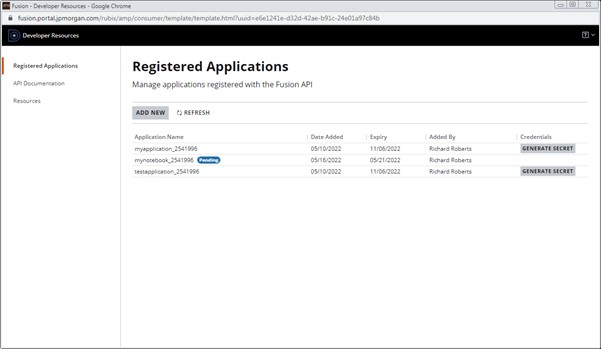 Fusion - Developer Resources - Google Chrome
fusion.portal.jpmorgan.com/rubix/amp/consumer/template/template.html?uuid=e6e1241e-d32d-42ae-b91c-24e01a97c84b
Developer Resources
Registered Applications
API Documentation
Resources
Registered Applications
Manage applications registered with the Fusion API
ADD NEW REFRESH
Application Name Date Added Expiry Added By Credentials
myapplication_2541996 05/10/2022 11/06/2022 Richard Roberts GENERATE SECRET
mynotebook_2541996 Pending 05/16/2022 05/21/2022 Richard Roberts
testapplication_2541996 05/10/2022 11/06/2022 Richard Roberts GENERATE SECRET